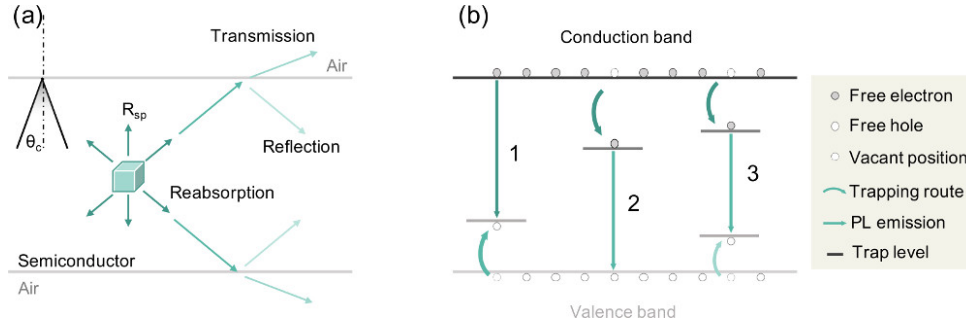 (a)
Transmission
Air
θc
Rsp
Reflection
Reabsorption
Semiconductor
Air
(b)
Conduction band
1
2
3
Valence band
Free electron
Free hole
Vacant position
Trapping route
PL emission
Trap level